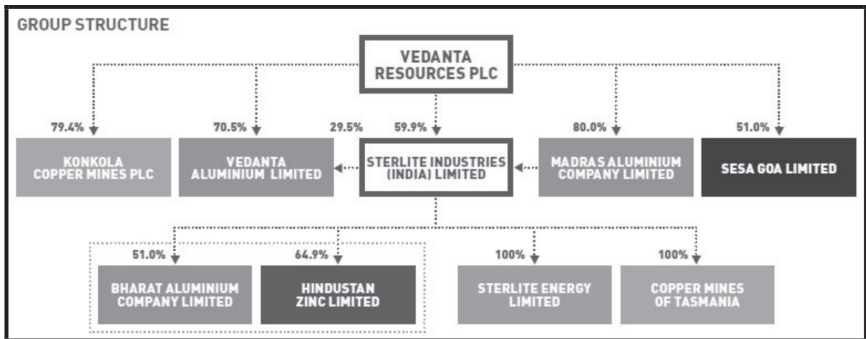 GROUP STRUCTURE
VEDANTA
RESOURCES PLC
79.4%
70.5%
29.5%
59.9%
80.0%
51.0%
KONKOLA
COPPER MINES PLC
VEDANTA
ALUMINIUM LIMITED
STERLITE INDUSTRIES
(INDIA) LIMITED
MADRAS ALUMINIUM
COMPANY LIMITED
SESA GOA LIMITED
51.0%
64.9%
100%
100%
BHARAT ALUMINIUM
COMPANY LIMITED
HINDUSTAN
ZINC LIMITED
STERLITE ENERGY
LIMITED
COPPER MINES
OF TASMANIA